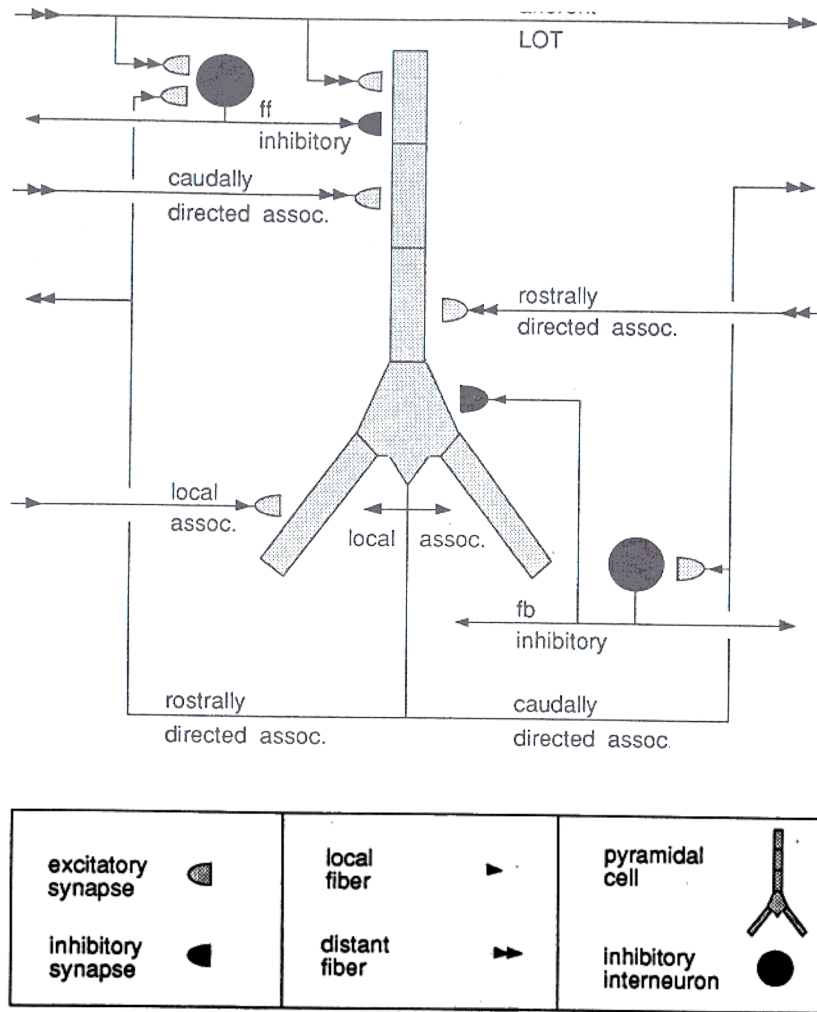 LOT
ff
inhibitory
caudally
directed assoc.
rostrally
directed assoc.
local
assoc.
local assoc.
fb
inhibitory
rostrally
directed assoc.
caudally
directed assoc.
excitatory
synapse
local
fiber
pyramidal
cell
inhibitory
synapse
distant
fiber
inhibitory
interneuron